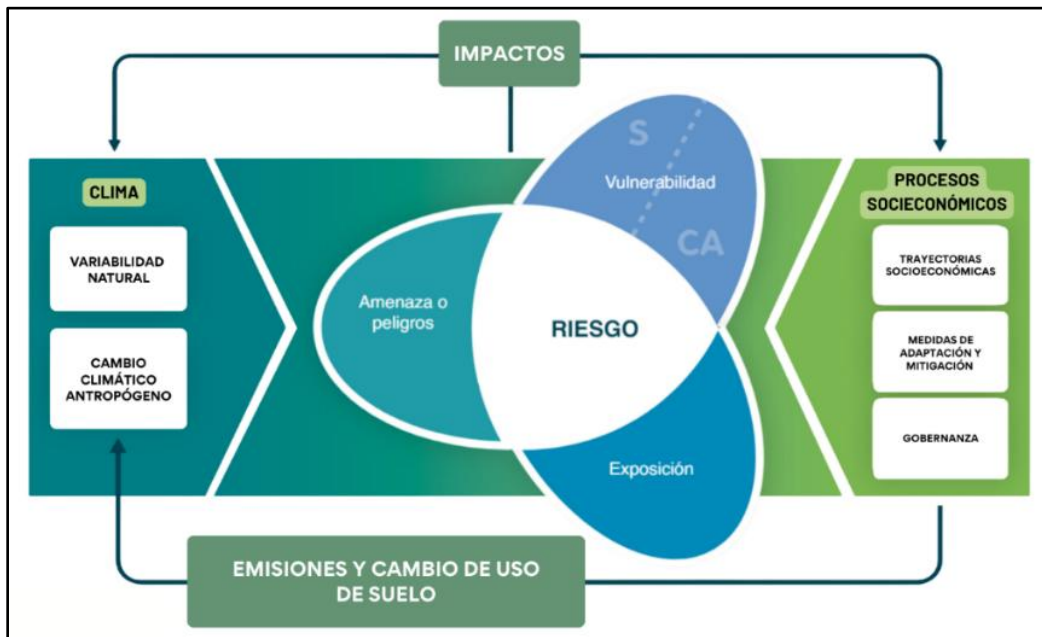 IMPACTOS
CLIMA
VARIABILIDAD
NATURAL
CAMBIO
CLIMÁTICO
ANTROPÓGENO
Amenaza o
peligros
RIESGO
S
Vulnerabilidad
CA
Exposición
PROCESOS
SOCIECONÓMICOS
TRAYECTORIAS
SOCIOECONÓMICAS
MEDIDAS DE
ADAPTACIÓN Y
MITIGACIÓN
GOBERNANZA
EMISIONES Y CAMBIO DE USO
DE SUELO